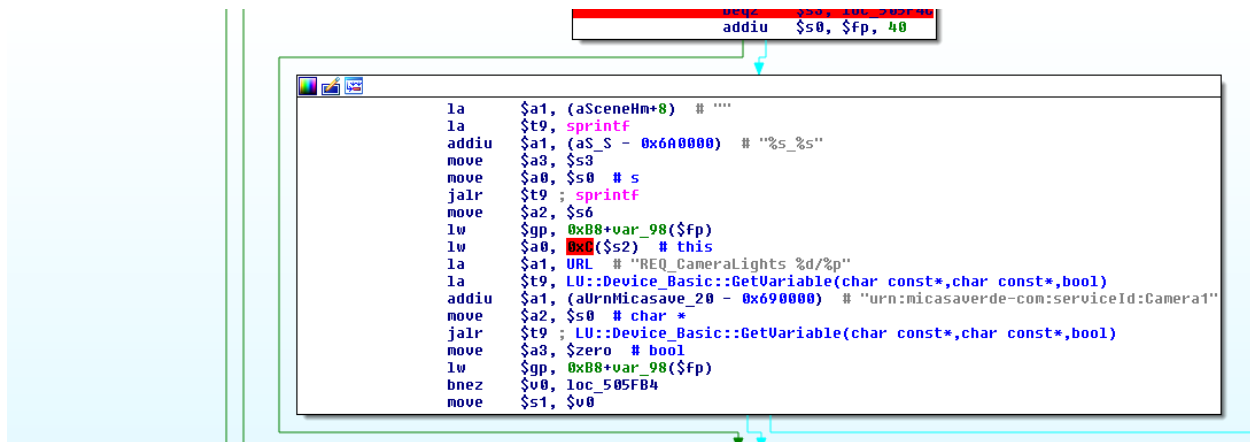 beqz $s3, loc_505F4C
addiu $s0, $fp, 40
la $a1, (aSceneHm+8) # ""
la $t9, sprintf
addiu $a1, (aS_S - 0x6A0000) # "%s_%s"
move $a3, $s3
move $a0, $s0 # s
jalr $t9 ; sprintf
move $a2, $s6
lw $gp, 0xB8+var_98($fp)
lw $a0, 0xC($s2) # this
la $a1, URL # "REQ_CameraLights %d/%p"
la $t9, LU::Device_Basic::GetVariable(char const*,char const*,bool)
addiu $a1, (aUrnMicasave_20 - 0x690000) # "urn:micasaverde-com:serviceId:Camera1"
move $a2, $s0 # char *
jalr $t9 ; LU::Device_Basic::GetVariable(char const*,char const*,bool)
move $a3, $zero # bool
lw $gp, 0xB8+var_98($fp)
bnez $v0, loc_505FB4
move $s1, $v0